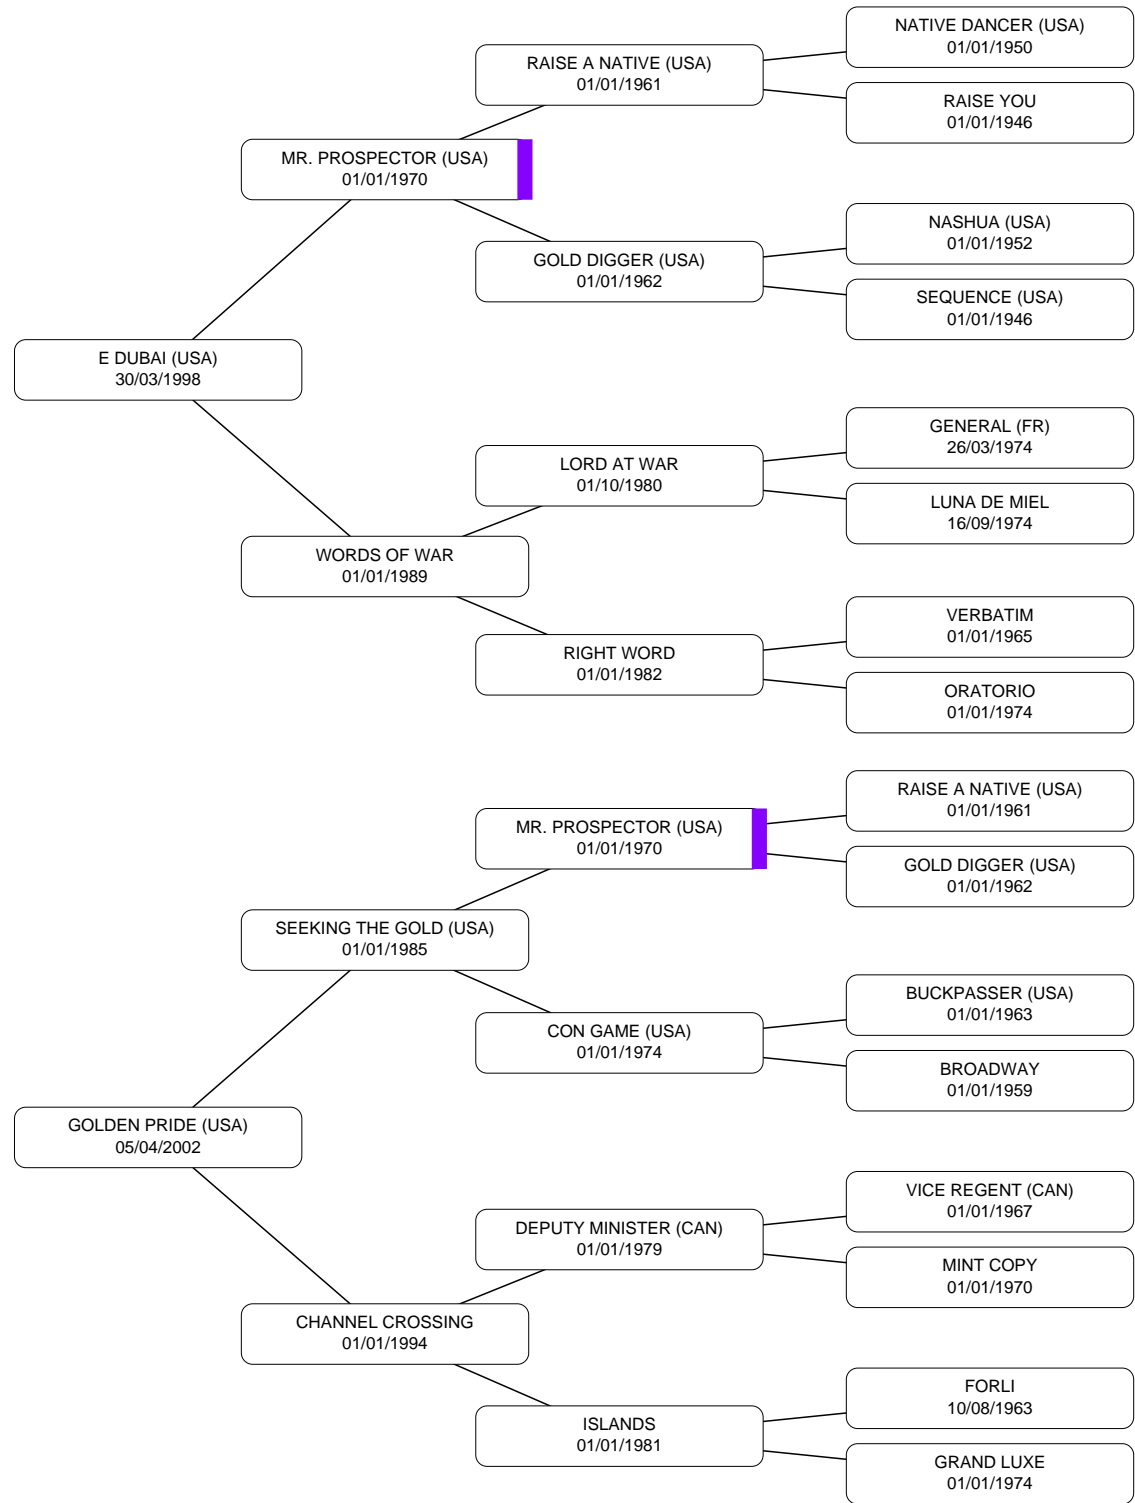 NATIVE DANCER (USA)
01/01/1950
RAISE A NATIVE (USA)
01/01/1961
RAISE YOU
01/01/1946
MR. PROSPECTOR (USA)
01/01/1970
NASHUA (USA)
01/01/1952
GOLD DIGGER (USA)
01/01/1962
SEQUENCE (USA)
01/01/1946
E DUBAI (USA)
30/03/1998
GENERAL (FR)
26/03/1974
LORD AT WAR
01/10/1980
LUNA DE MIEL
16/09/1974
WORDS OF WAR
01/01/1989
VERBATIM
01/01/1965
RIGHT WORD
01/01/1982
ORATORIO
01/01/1974
RAISE A NATIVE (USA)
01/01/1961
MR. PROSPECTOR (USA)
01/01/1970
GOLD DIGGER (USA)
01/01/1962
SEEKING THE GOLD (USA)
01/01/1985
BUCKPASSER (USA)
01/01/1963
CON GAME (USA)
01/01/1974
BROADWAY
01/01/1959
GOLDEN PRIDE (USA)
05/04/2002
VICE REGENT (CAN)
01/01/1967
DEPUTY MINISTER (CAN)
01/01/1979
MINT COPY
01/01/1970
CHANNEL CROSSING
01/01/1994
FORLI
10/08/1963
ISLANDS
01/01/1981
GRAND LUXE
01/01/1974